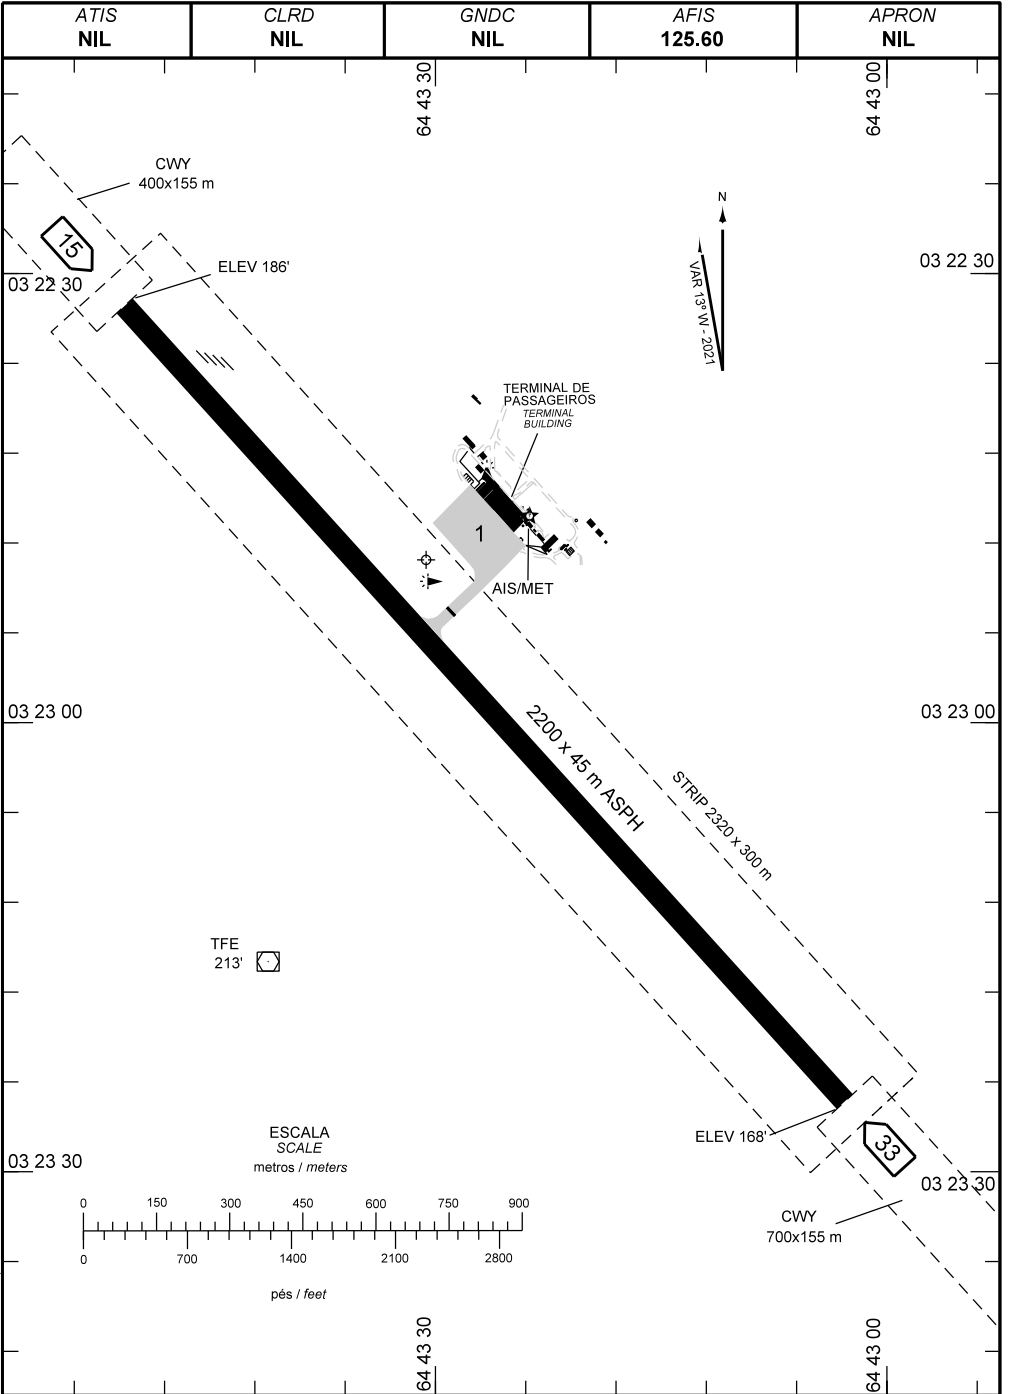 ATIS
NIL
CLRD
NIL
GNDC
NIL
AFIS
125.60
APRON
NIL
64 43 30
64 43 00
CWY
400x155 m
15
ELEV 186'
03 22 30
03 22 30
N
VAR 13º W - 2021
TERMINAL DE
PASSAGEIROS
TERMINAL
BUILDING
1
AIS/MET
03 23 00
03 23 00
2200 x 45 m ASPH
STRIP 2320 x 300 m
TFE
213'
ELEV 168'
33
03 23 30
03 23 30
CWY
700x155 m
ESCALA
SCALE
metros / meters
0 150 300 450 600 750 900
0 700 1400 2100 2800
pés / feet
64 43 30
64 43 00